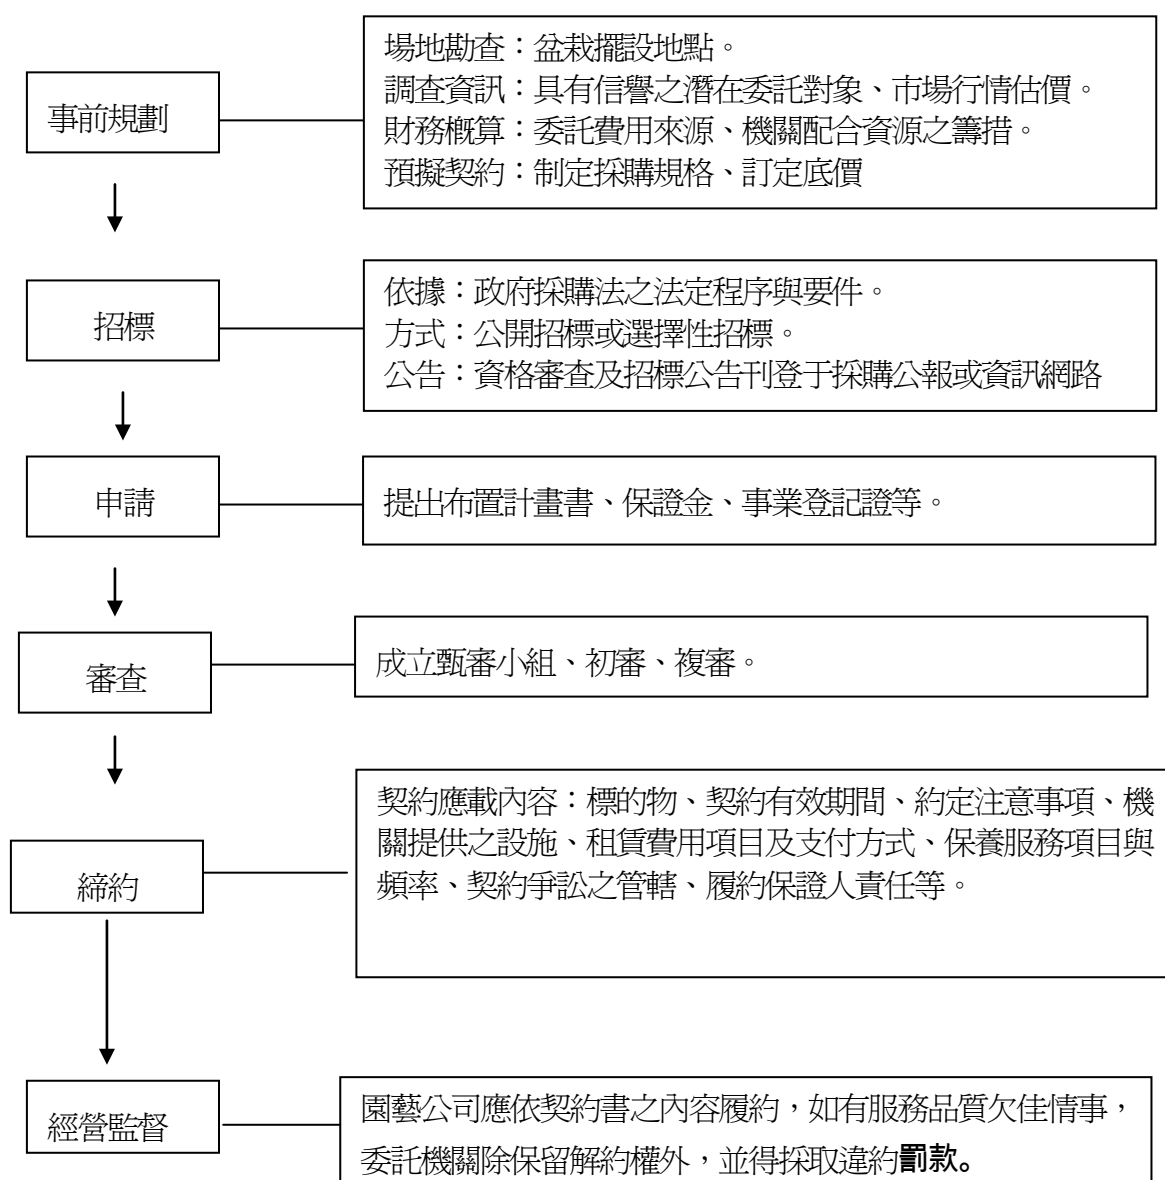 事前規劃
場地勘查：盆栽擺設地點。
調查資訊：具有信譽之潛在委託對象、市場行情估價。
財務概算：委託費用來源、機關配合資源之籌措。
預擬契約：制定採購規格、訂定底價
招標
依據：政府採購法之法定程序與要件。
方式：公開招標或選擇性招標。
公告：資格審查及招標公告刊登于採購公報或資訊網路
申請
提出布置計畫書、保證金、事業登記證等。
審查
成立甄審小組、初審、複審。
締約
契約應載內容：標的物、契約有效期間、約定注意事項、機
關提供之設施、租賃費用項目及支付方式、保養服務項目與
頻率、契約爭訟之管轄、履約保證人責任等。
經營監督
園藝公司應依契約書之內容履約，如有服務品質欠佳情事，
委託機關除保留解約權外，並得採取違約罰款。